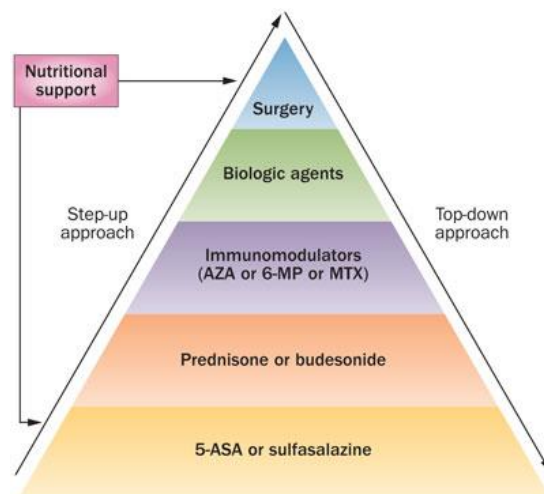 Nutritional
support
Surgery
Biologic agents
Step-up
approach
Top-down
approach
Immunomodulators
(AZA or 6-MP or MTX)
Prednisone or budesonide
5-ASA or sulfasalazine